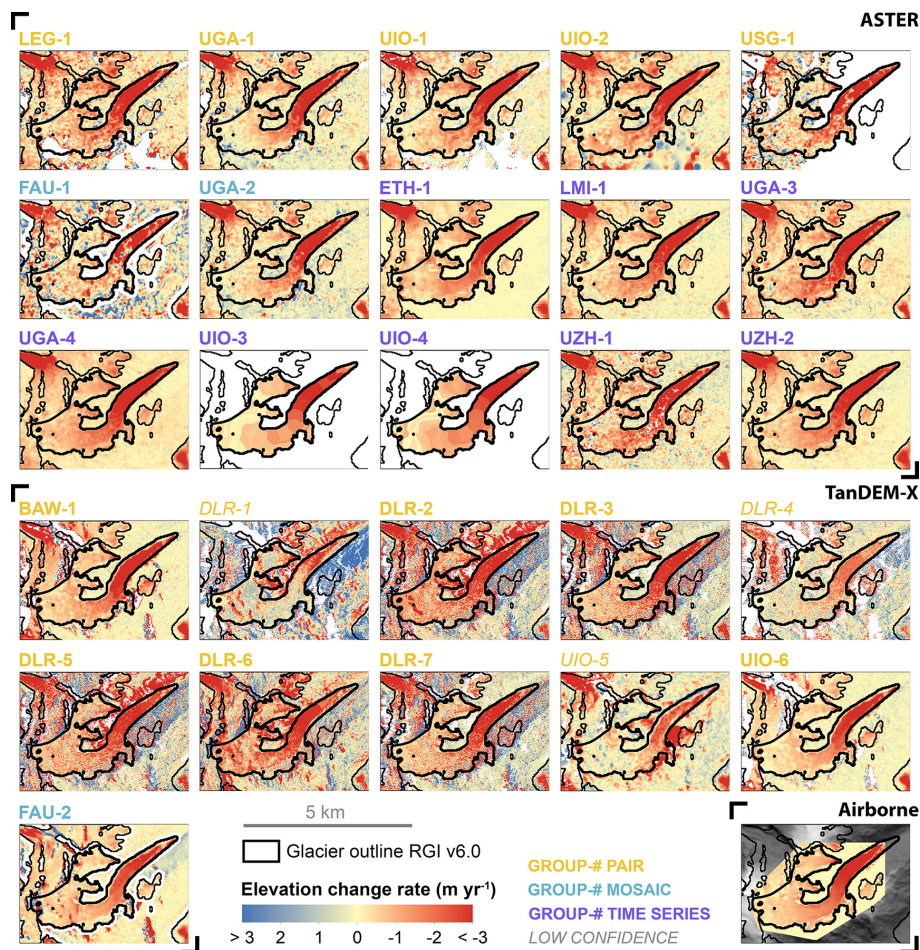 ASTER
LEG-1 UGA-1 UIO-1 UIO-2 USG-1
FAU-1 UGA-2 ETH-1 LMI-1 UGA-3
UGA-4 UIO-3 UIO-4 UZH-1 UZH-2
TanDEM-X
BAW-1 DLR-1 DLR-2 DLR-3 DLR-4
DLR-5 DLR-6 DLR-7 UIO-5 UIO-6
FAU-2
5 km
Glacier outline RGI v6.0
Elevation change rate (m yr⁻¹)
> 3 2 1 0 -1 -2 < -3
GROUP-# PAIR
GROUP-# MOSAIC
GROUP-# TIME SERIES
LOW CONFIDENCE
Airborne